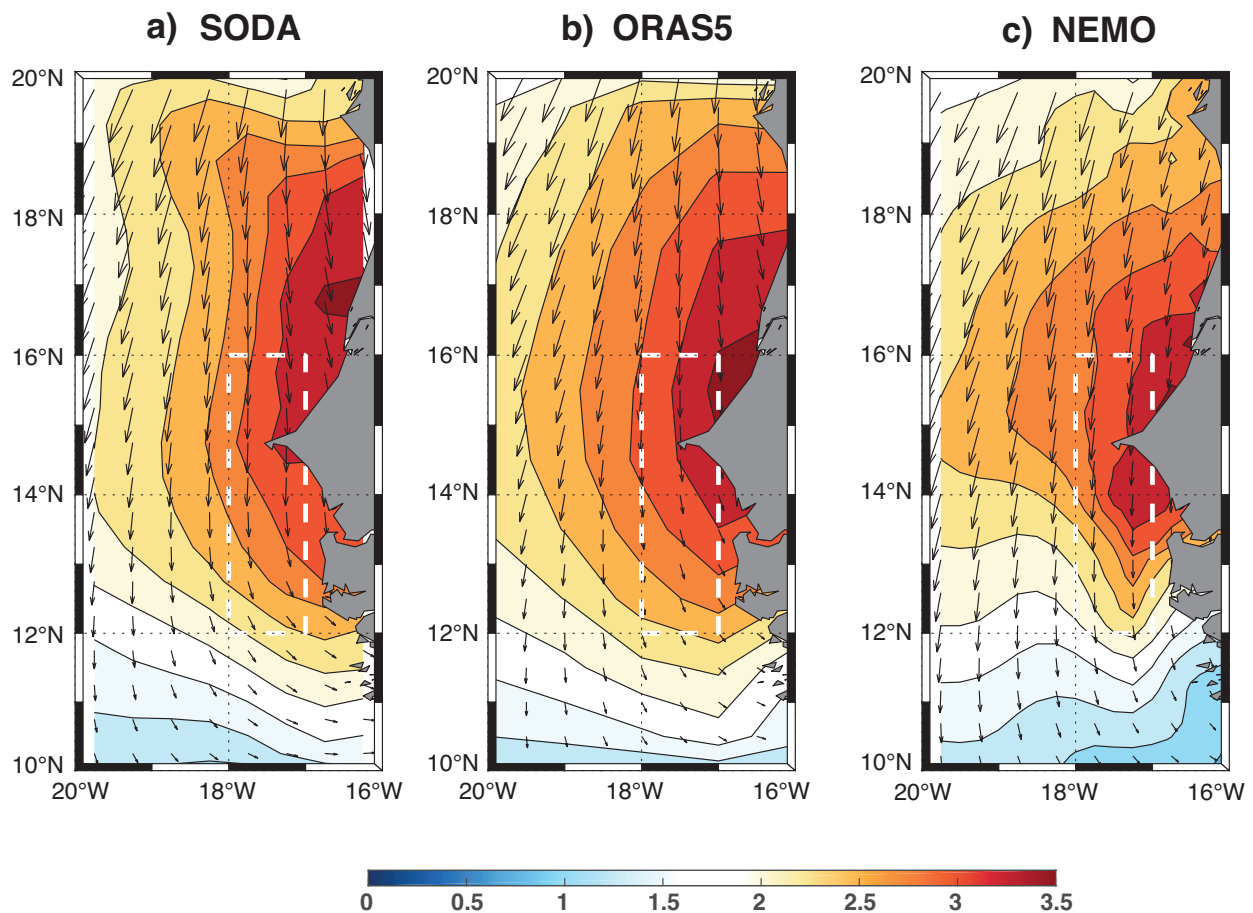 a) SODA b) ORAS5 c) NEMO
20°N 20°N 20°N
18°N 18°N 18°N
16°N 16°N 16°N
14°N 14°N 14°N
12°N 12°N 12°N
10°N 10°N 10°N
20°W 18°W 16°W 20°W 18°W 16°W 20°W 18°W 16°W
0 0.5 1 1.5 2 2.5 3 3.5